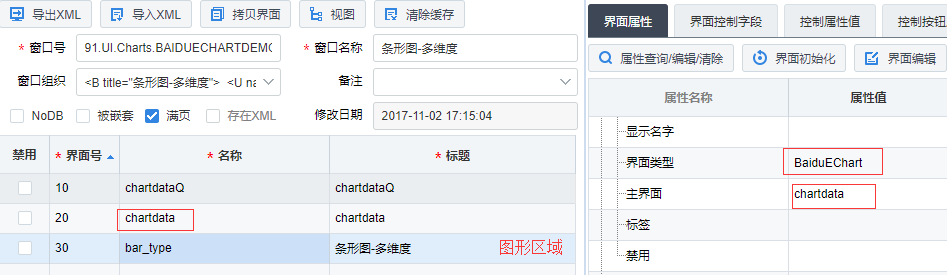 导出XML 导入XML 拷贝界面 视图 清除缓存
* 窗口号 91.UI.Charts.BAIDUECHARTDEMO * 窗口名称 条形图-多维度
窗口组织 <B title="条形图-多维度"> <U na 备注
NoDB 被嵌套 满页 存在XML 修改日期 2017-11-02 17:15:04
禁用 * 界面号 * 名称 * 标题
10 chartdataQ chartdataQ
20 chartdata chartdata
30 bar_type 条形图-多维度 图形区域
界面属性 界面控制字段 控制属性值 控制按钮
属性查询/编辑/清除 界面初始化 界面编辑
属性名称 属性值
显示名字
界面类型 BaiduEChart
主界面 chartdata
标签
禁用